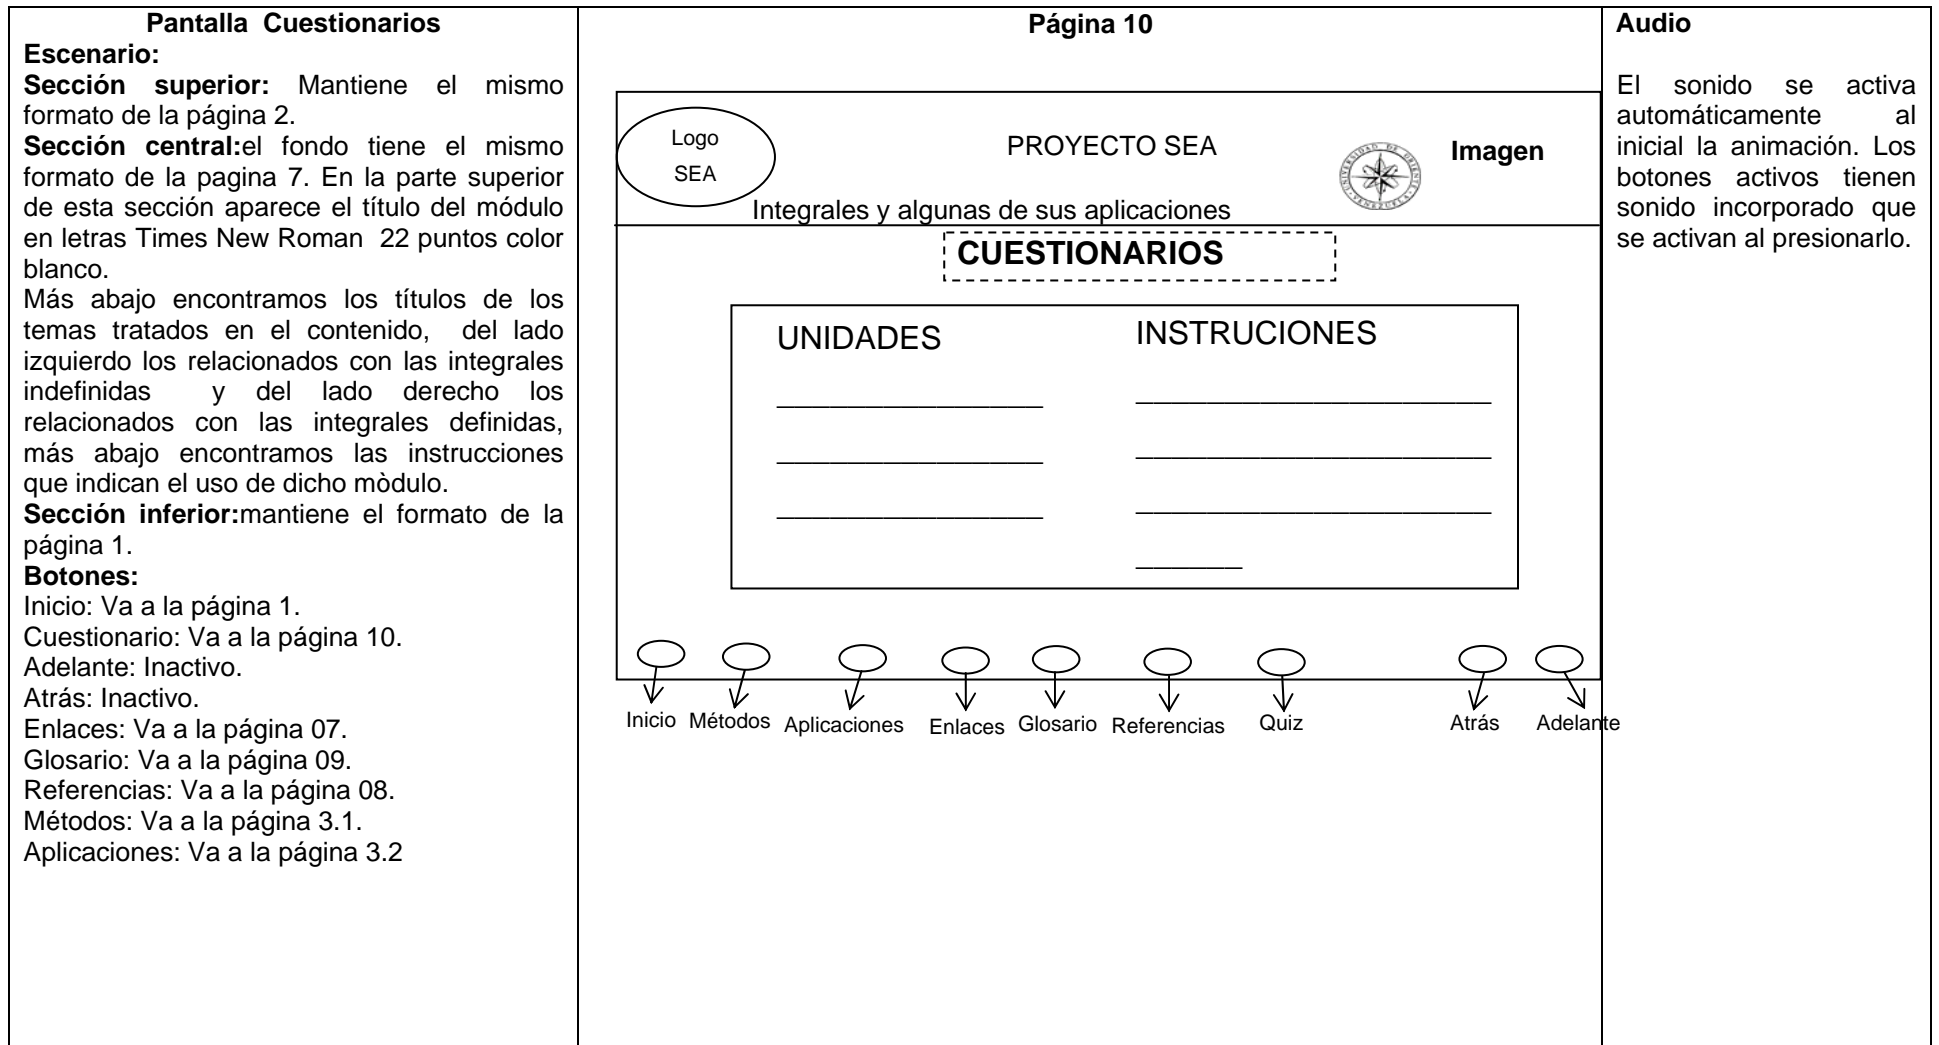 Pantalla  Cuestionarios
Escenario:
Sección superior: Mantiene el mismo
formato de la página 2.
Sección central:el fondo tiene el mismo
formato de la pagina 7. En la parte superior
de esta sección aparece el título del módulo
en letras Times New Roman  22 puntos color
blanco.
Más abajo encontramos los títulos de los
temas tratados en el contenido,  del lado
izquierdo los relacionados con las integrales
indefinidas  y del lado derecho los
relacionados con las integrales definidas,
más abajo encontramos las instrucciones
que indican el uso de dicho mòdulo.
Sección inferior:mantiene el formato de la
página 1.
Botones:
Inicio: Va a la página 1.
Cuestionario: Va a la página 10.
Adelante: Inactivo.
Atrás: Inactivo.
Enlaces: Va a la página 07.
Glosario: Va a la página 09.
Referencias: Va a la página 08.
Métodos: Va a la página 3.1.
Aplicaciones: Va a la página 3.2
Página 10
Logo
SEA
PROYECTO SEA
UNIVERSIDAD DE ORIENTE
VENEZUELA
Imagen
Integrales y algunas de sus aplicaciones
CUESTIONARIOS
UNIDADES
INSTRUCIONES
Inicio Métodos Aplicaciones Enlaces Glosario Referencias Quiz Atrás Adelante
Audio
El sonido se activa
automáticamente al
inicial la animación. Los
botones activos tienen
sonido incorporado que
se activan al presionarlo.